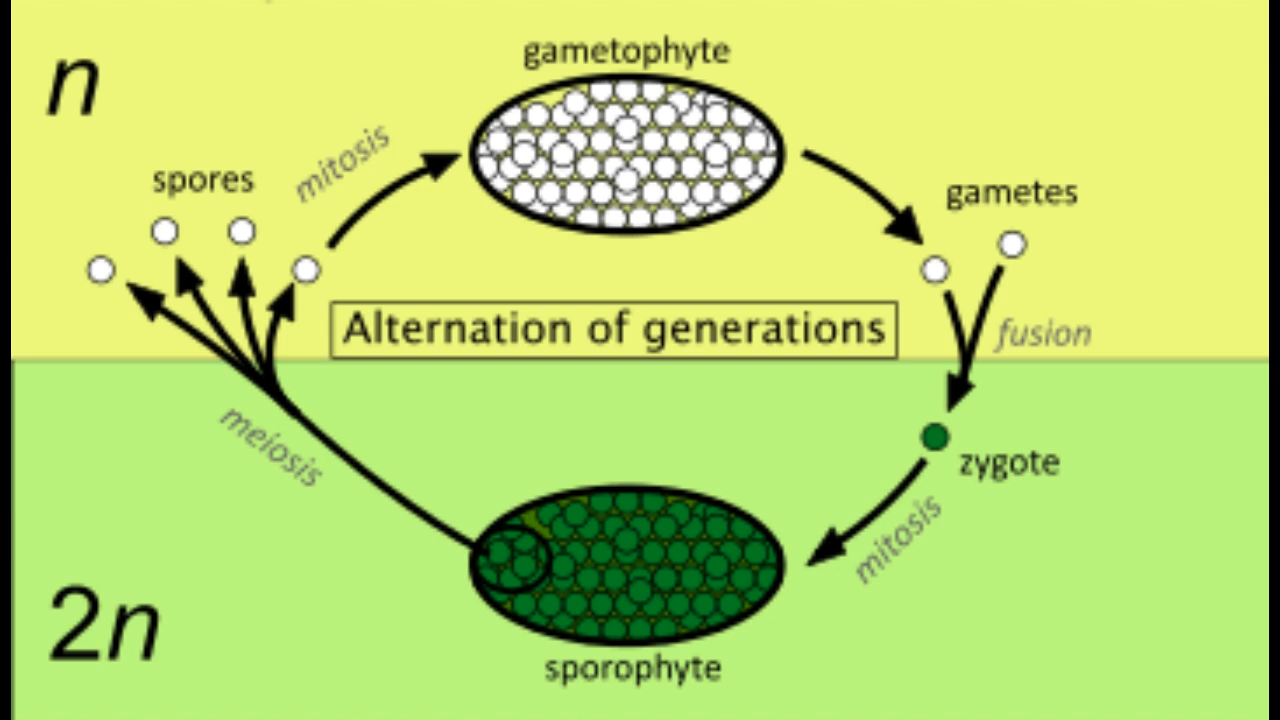 gametophyte
n
mitosis
spores
gametes
Alternation of generations
fusion
meiosis
zygote
mitosis
2n
sporophyte